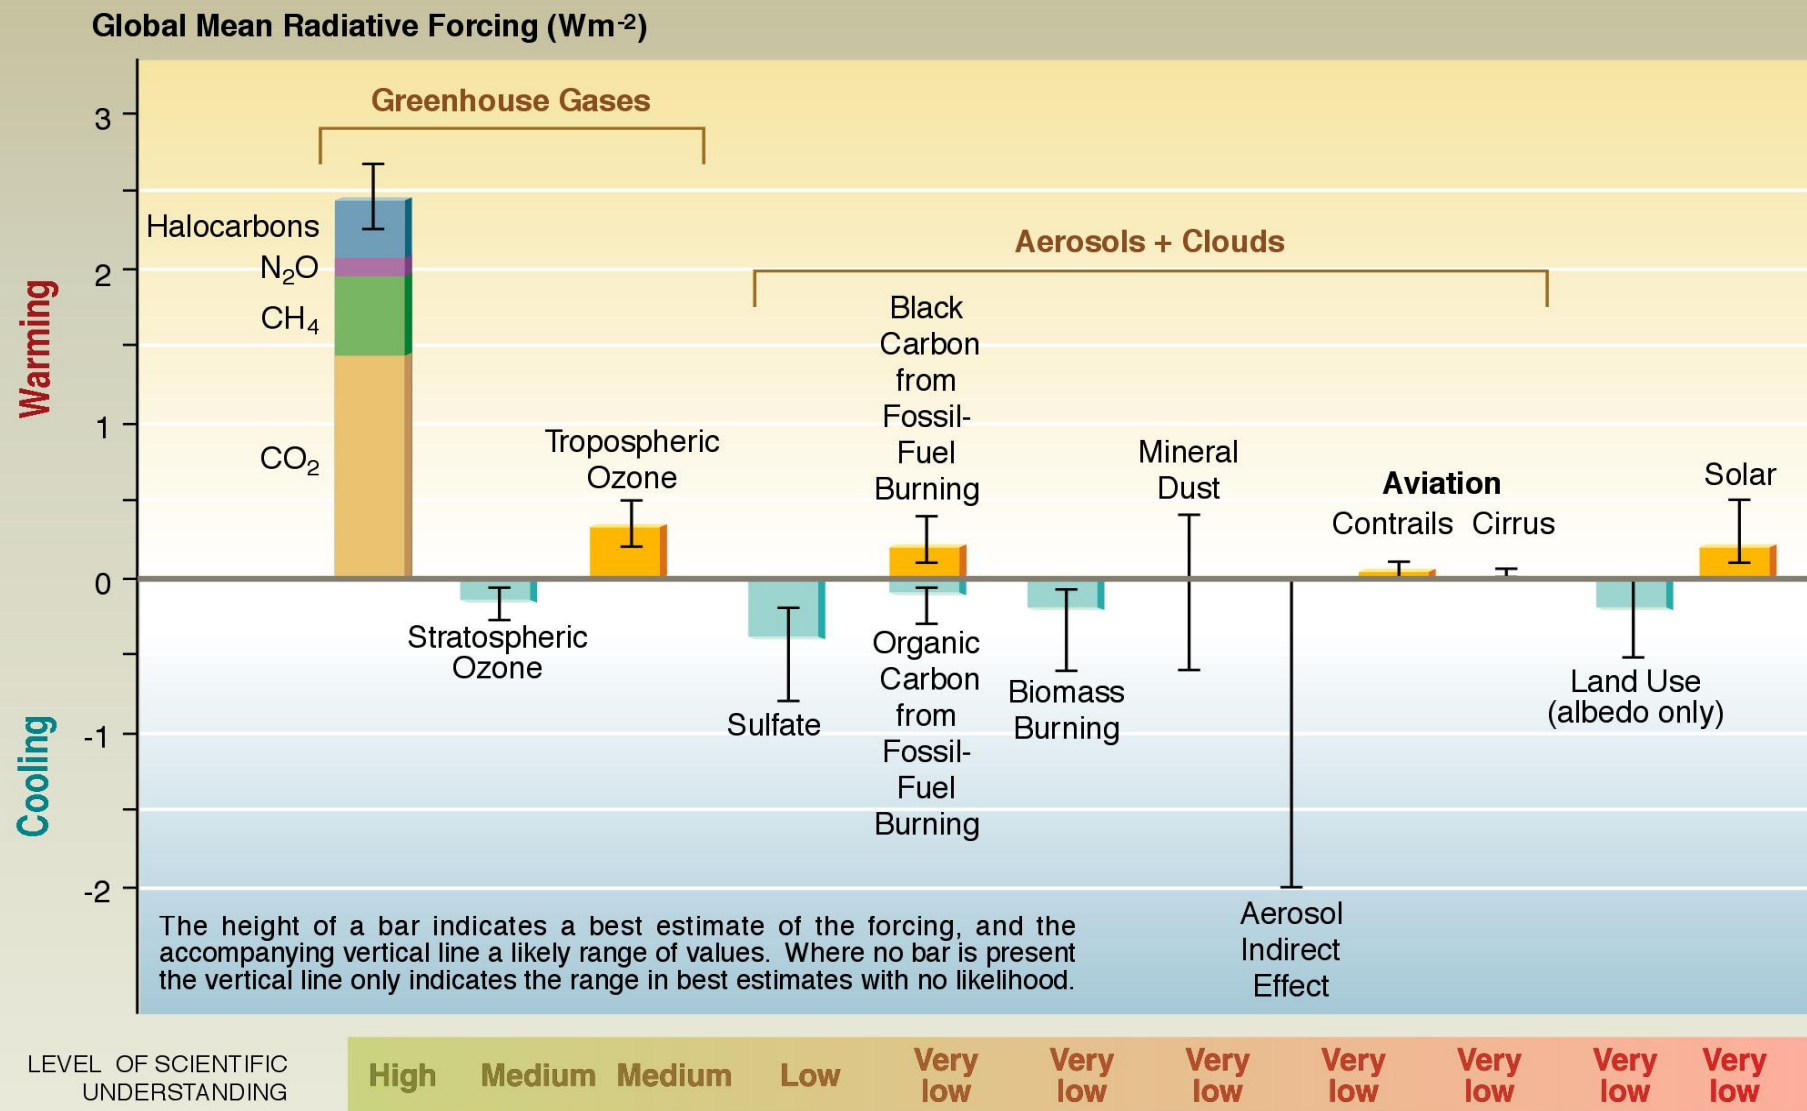 Global Mean Radiative Forcing (Wm-2)
Greenhouse Gases
3
Halocarbons
Aerosols + Clouds
N2O
2
CH4
Warming
Black
Carbon
from
Fossil-
Fuel
Burning
1
CO2
Tropospheric
Ozone
Mineral
Dust
Aviation
Contrails Cirrus
Solar
0
Stratospheric
Ozone
Sulfate
Organic
Carbon
from
Fossil-
Fuel
Burning
Biomass
Burning
Land Use
(albedo only)
-1
Cooling
-2
Aerosol
Indirect
Effect
The height of a bar indicates a best estimate of the forcing, and the
accompanying vertical line a likely range of values. Where no bar is present
the vertical line only indicates the range in best estimates with no likelihood.
LEVEL OF SCIENTIFIC
UNDERSTANDING
High
Medium
Medium
Low
Very
low
Very
low
Very
low
Very
low
Very
low
Very
low
Very
low